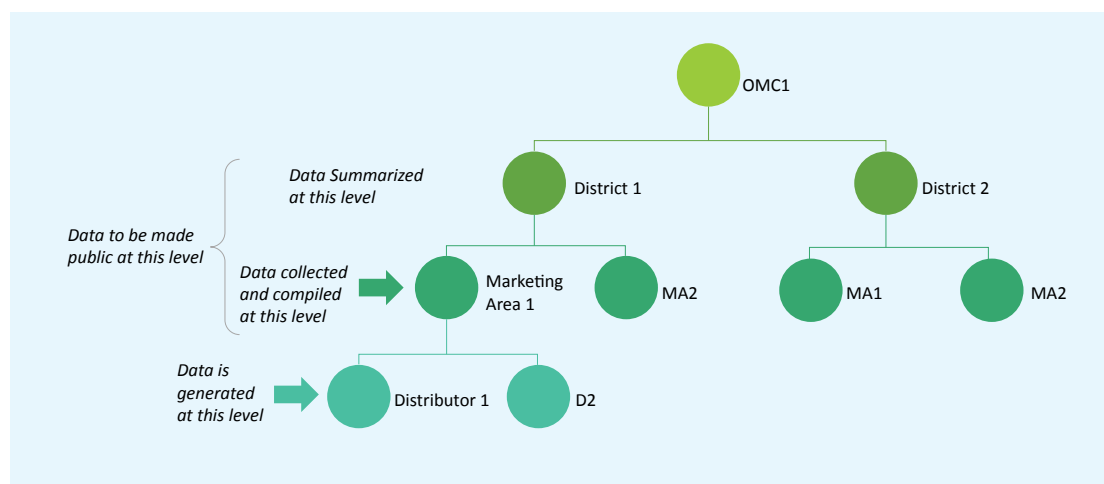 OMC1
Data Summarized
at this level
District 1
District 2
Data to be made
public at this level
Data collected
and compiled
at this level
Marketing
Area 1
MA2
MA1
MA2
Data is
generated
at this level
Distributor 1
D2